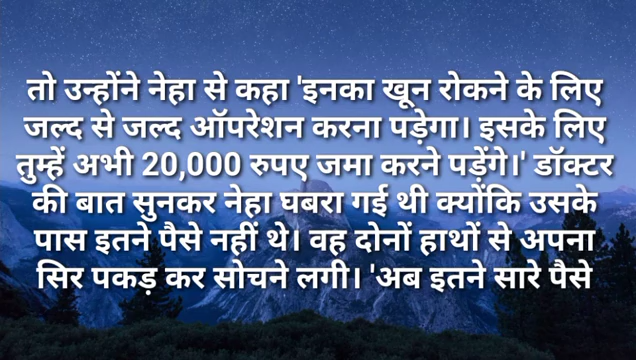 तो उन्होंने नेहा से कहा 'इनका खून रोकने के लिए
जल्द से जल्द ऑपरेशन करना पड़ेगा। इसके लिए
तुम्हें अभी 20,000 रुपए जमा करने पड़ेंगे।' डॉक्टर
की बात सुनकर नेहा घबरा गई थी क्योंकि उसके
पास इतने पैसे नहीं थे। वह दोनों हाथों से अपना
सिर पकड़ कर सोचने लगी। 'अब इतने सारे पैसे